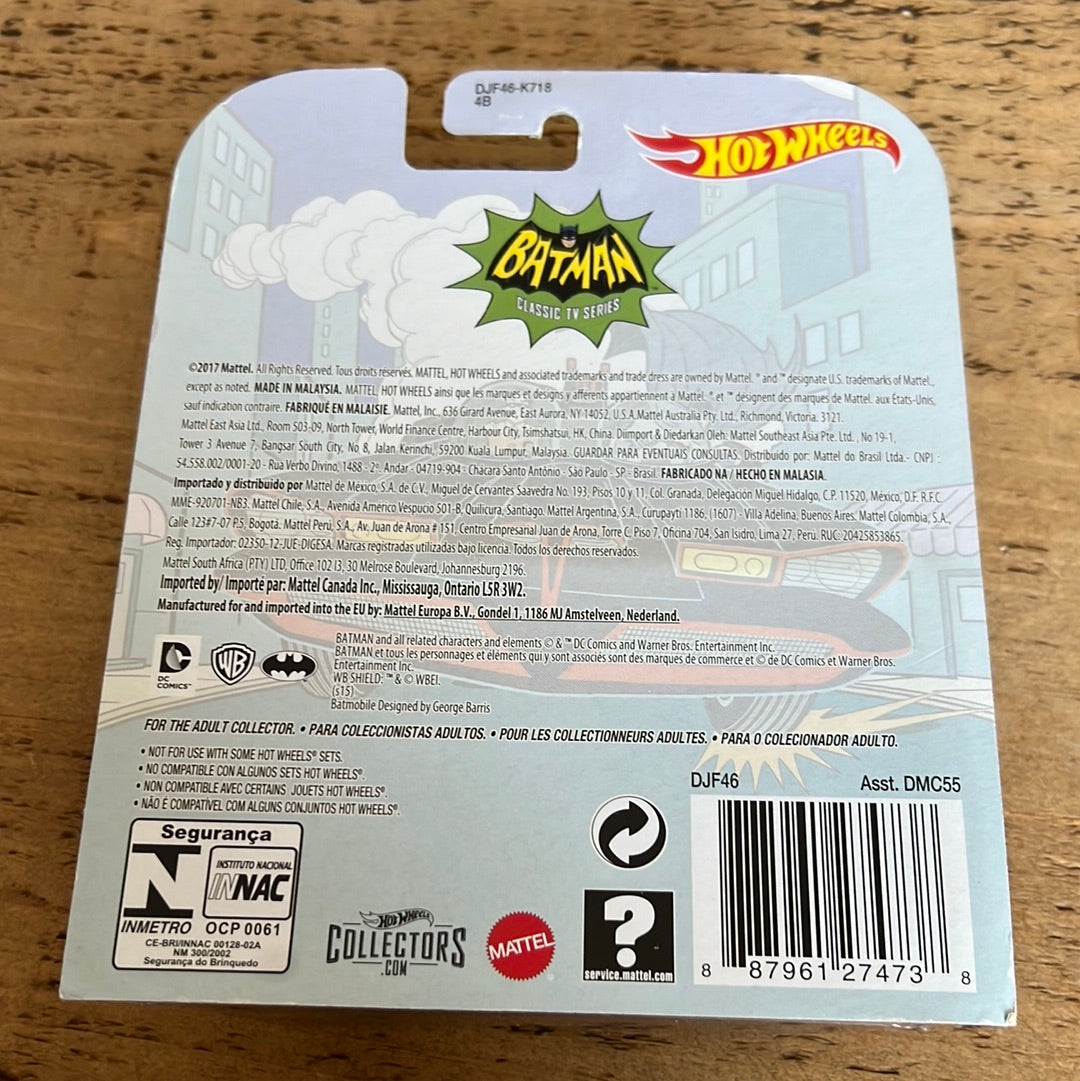 DJF46-K718
4B
HOT WHEELS
BATMAN™
CLASSIC TV SERIES
©2017 Mattel. All Rights Reserved. Tous droits réservés. MATTEL, HOT WHEELS and associated trademarks and trade dress are owned by Mattel. ® and ™ designate U.S. trademarks of Mattel.,
except as noted. MADE IN MALAYSIA. MATTEL, HOT WHEELS ainsi que les marques et designs y afférents appartiennent à Mattel. ® et ™ désignent des marques de Mattel. aux États-Unis,
sauf indication contraire. FABRIQUÉ EN MALAISIE. Mattel, Inc., 636 Girard Avenue, East Aurora, NY 14052, U.S.A.Mattel Australia Pty. Ltd., Richmond, Victoria. 3121.
Mattel East Asia Ltd., Room 503-09, North Tower, World Finance Centre, Harbour City, Tsimshatsui, HK, China. Diimport & Diedarkan Oleh: Mattel Southeast Asia Pte. Ltd. , No 19-1,
Tower 3 Avenue 7, Bangsar South City, No 8, Jalan Kerinchi, 59200 Kuala Lumpur, Malaysia. GUARDAR PARA EVENTUAIS CONSULTAS. Distribuído por: Mattel do Brasil Ltda.- CNPJ :
54.558.002/0001-20 - Rua Verbo Divino, 1488 - 2º. Andar - 04719-904 - Chácara Santo Antônio - São Paulo - SP - Brasil. FABRICADO NA / HECHO EN MALASIA.
Importado y distribuido por Mattel de México, S.A. de C.V., Miguel de Cervantes Saavedra No. 193, Pisos 10 y 11, Col. Granada, Delegación Miguel Hidalgo, C.P. 11520, México, D.F. R.F.C.
MME-920701-NB3. Mattel Chile, S.A., Avenida Américo Vespucio 501-B, Quilicura, Santiago. Mattel Argentina, S.A., Curupaytí 1186, (1607) - Villa Adelina, Buenos Aires. Mattel Colombia, S.A.,
Calle 123#7-07 P.5, Bogotá. Mattel Perú, S.A., Av. Juan de Arona # 151, Centro Empresarial Juan de Arona, Torre C, Piso 7, Oficina 704, San Isidro, Lima 27, Perú. RUC: 20425853865.
Reg. Importador: 02350-12-JUE-DIGESA. Marcas registradas utilizadas bajo licencia. Todos los derechos reservados.
Mattel South Africa (PTY) LTD, Office 102 I3, 30 Melrose Boulevard, Johannesburg 2196.
Imported by/ Importé par: Mattel Canada Inc., Mississauga, Ontario L5R 3W2.
Manufactured for and imported into the EU by: Mattel Europa B.V., Gondel 1, 1186 MJ Amstelveen, Nederland.
DC
COMICS™
WB
BATMAN and all related characters and elements © & ™ DC Comics and Warner Bros. Entertainment Inc.
BATMAN et tous les personnages et éléments qui y sont associés sont des marques de commerce et © de DC Comics et Warner Bros.
Entertainment Inc.
WB SHIELD: ™ & © WBEI.
(s15)
Batmobile Designed by George Barris
FOR THE ADULT COLLECTOR. • PARA COLECCIONISTAS ADULTOS. • POUR LES COLLECTIONNEURS ADULTES. • PARA O COLECIONADOR ADULTO.
• NOT FOR USE WITH SOME HOT WHEELS® SETS.
• NO COMPATIBLE CON ALGUNOS SETS HOT WHEELS®.
• NON COMPATIBLE AVEC CERTAINS JOUETS HOT WHEELS®.
• NÃO É COMPATÍVEL COM ALGUNS CONJUNTOS HOT WHEELS®.
DJF46 Asst. DMC55
Segurança
N
INSTITUTO NACIONAL
INNAC
INMETRO OCP 0061
CE-BRI/INNAC 00128-02A
NM 300/2002
Segurança do Brinquedo
HOT WHEELS
COLLECTORS
.COM
MATTEL
?
service.mattel.com
8 87961 27473 8